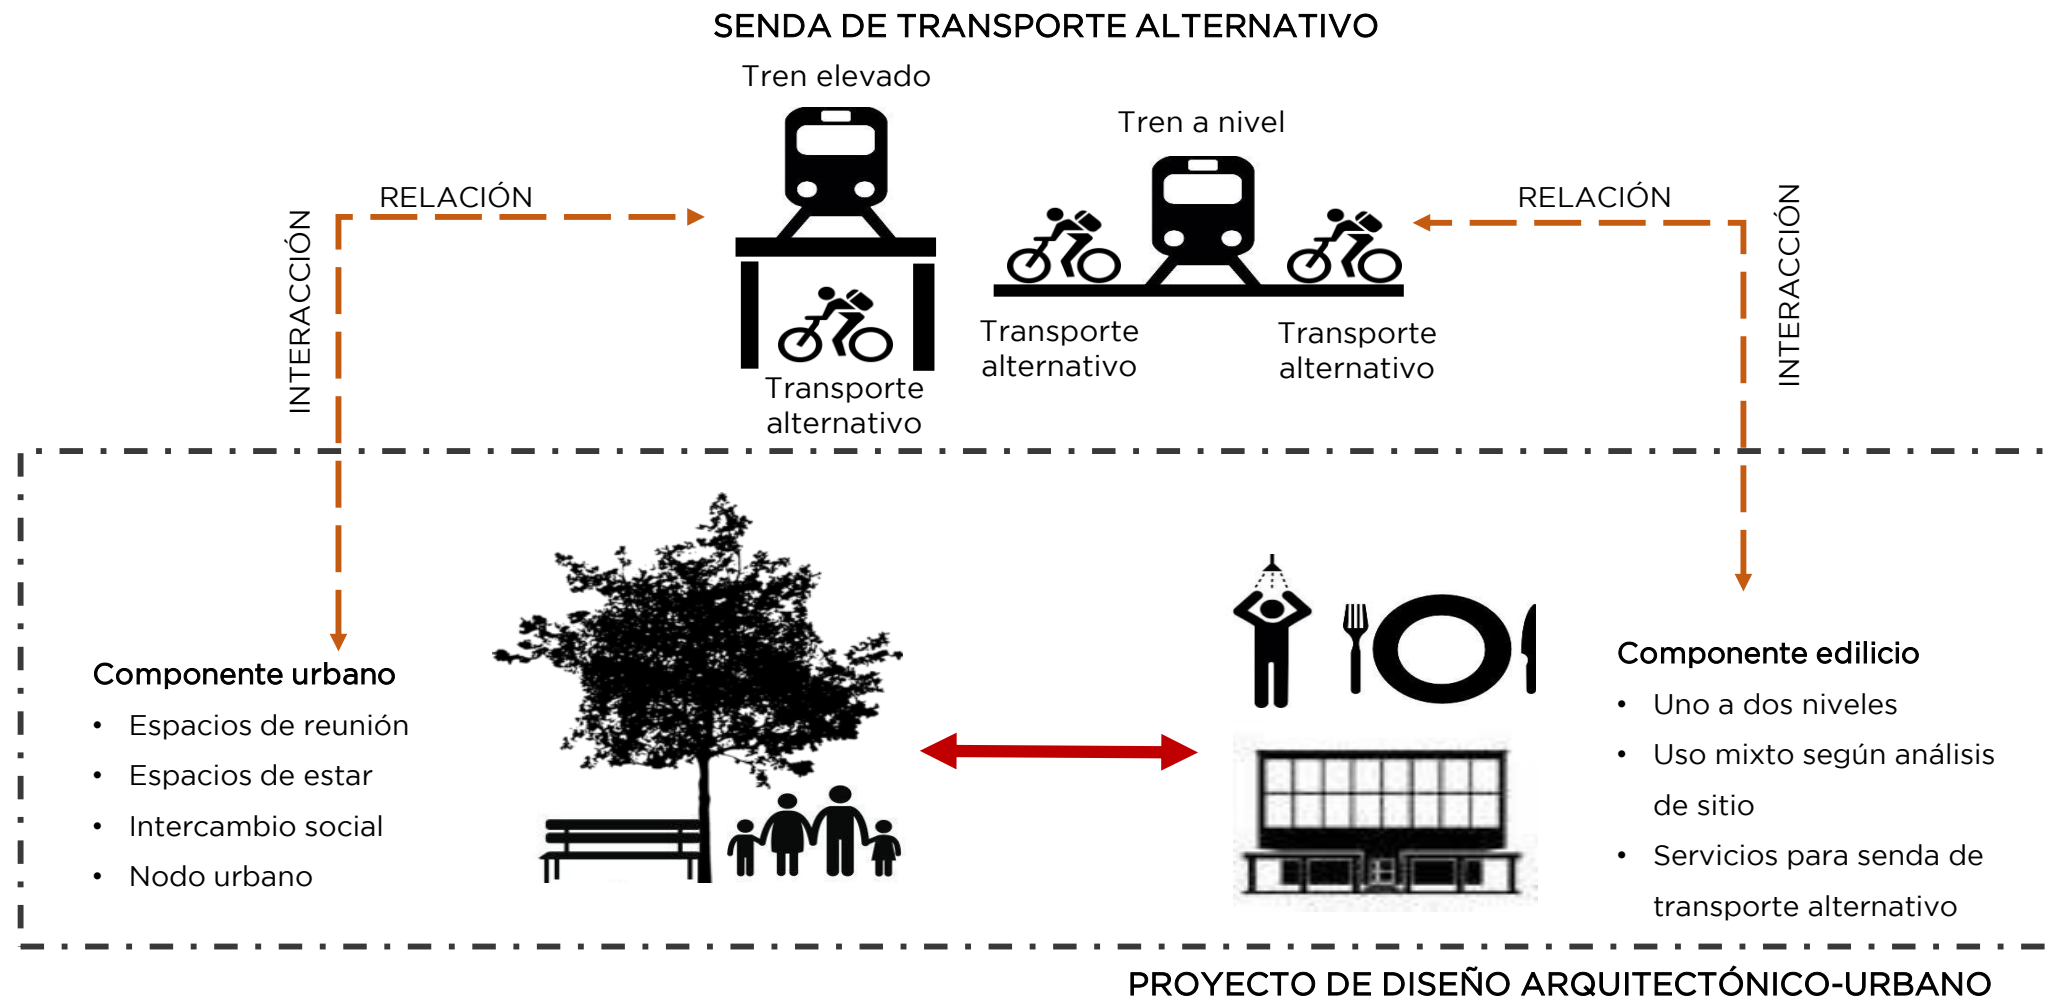 SENDA DE TRANSPORTE ALTERNATIVO
Tren elevado
Tren a nivel
RELACIÓN
RELACIÓN
INTERACCIÓN
INTERACCIÓN
Transporte
alternativo
Transporte
alternativo
Transporte
alternativo
Componente urbano
• Espacios de reunión
• Espacios de estar
• Intercambio social
• Nodo urbano
Componente edilicio
• Uno a dos niveles
• Uso mixto según análisis
de sitio
• Servicios para senda de
transporte alternativo
PROYECTO DE DISEÑO ARQUITECTÓNICO-URBANO